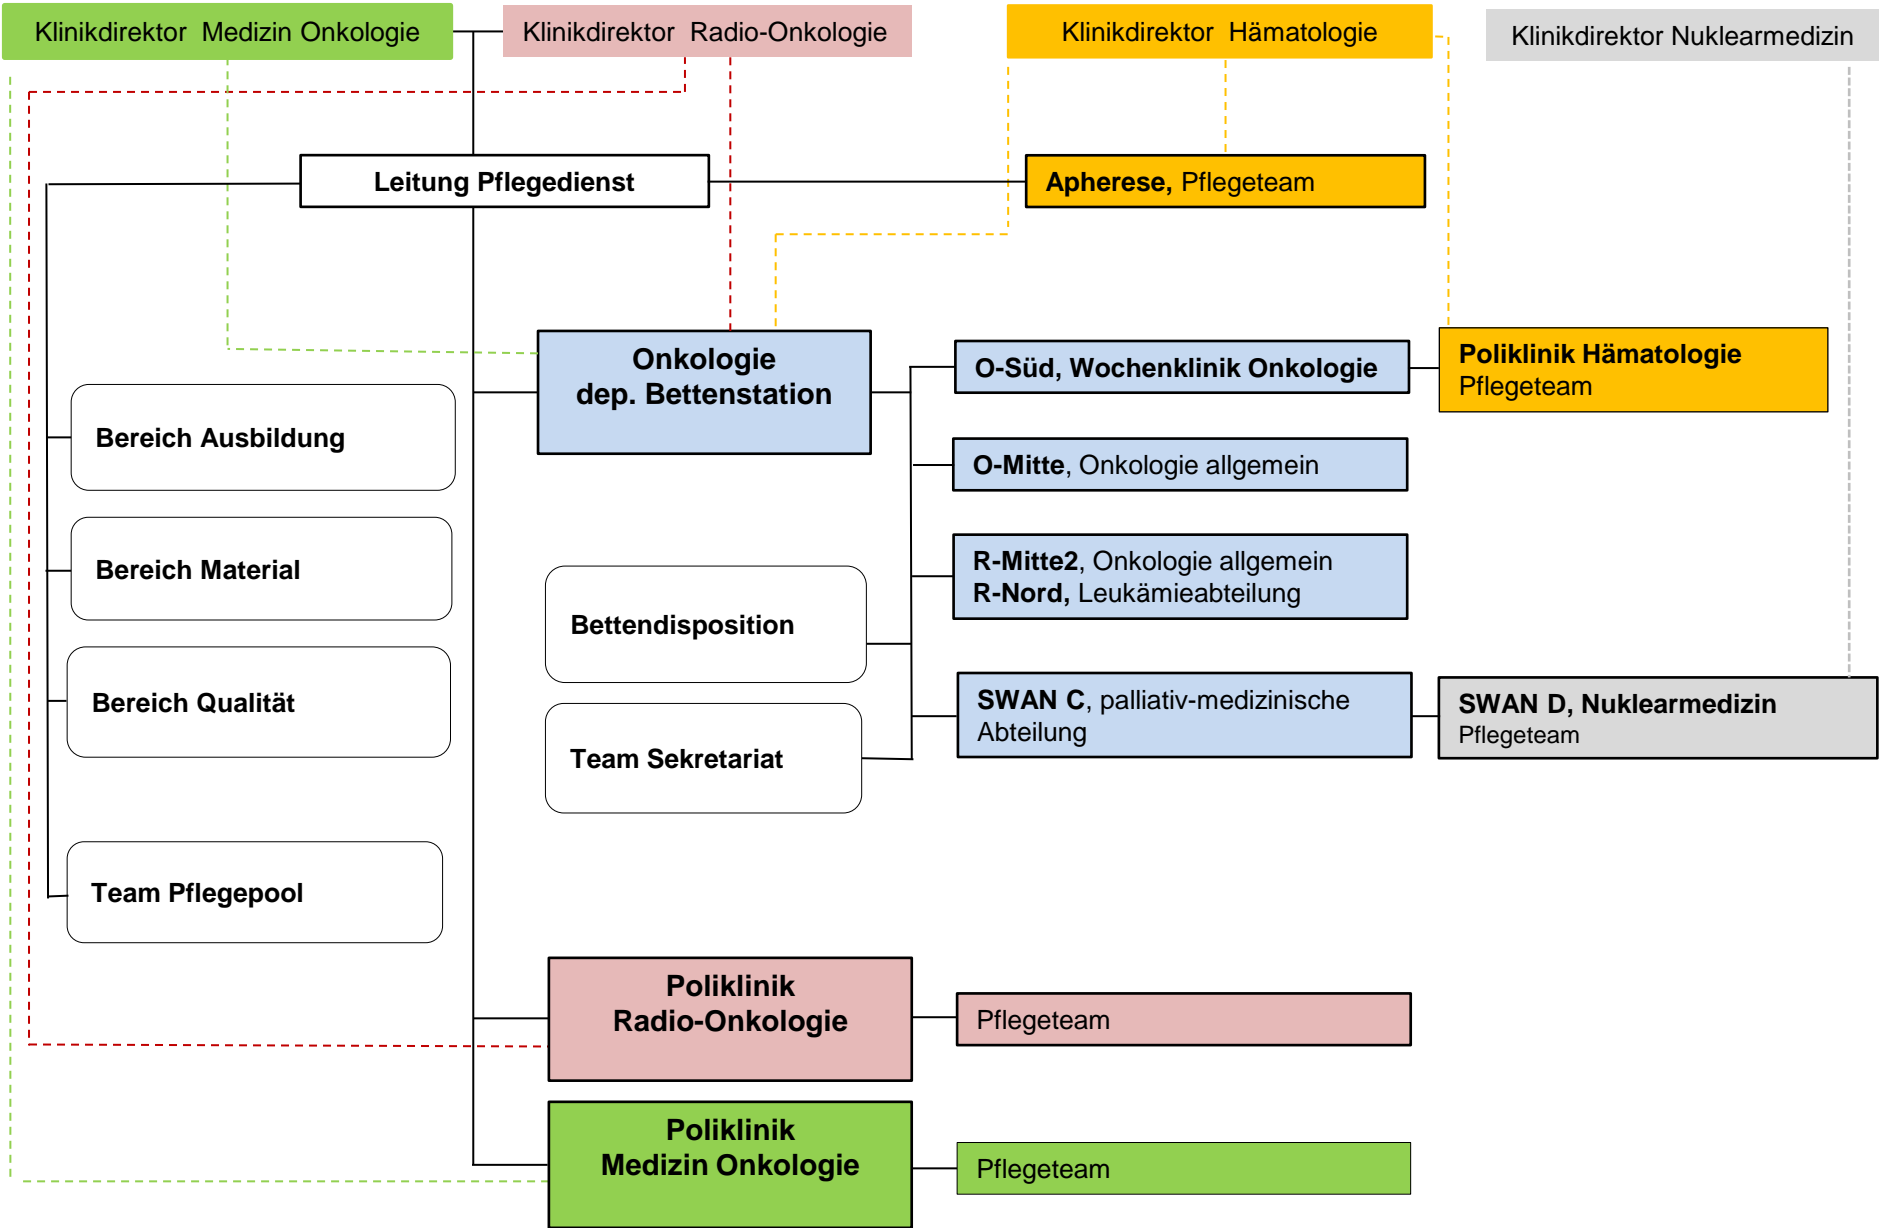 Klinikdirektor  Medizin Onkologie
Klinikdirektor  Radio-Onkologie
Klinikdirektor  Hämatologie
Klinikdirektor Nuklearmedizin
Leitung Pflegedienst
Apherese, Pflegeteam
Onkologie
dep. Bettenstation
O-Süd, Wochenklinik Onkologie
Poliklinik Hämatologie
Pflegeteam
Bereich Ausbildung
O-Mitte, Onkologie allgemein
Bereich Material
R-Mitte2, Onkologie allgemein
R-Nord, Leukämieabteilung
Bettendisposition
Bereich Qualität
SWAN C, palliativ-medizinische
Abteilung
SWAN D, Nuklearmedizin
Pflegeteam
Team Sekretariat
Team Pflegepool
Poliklinik
Radio-Onkologie
Pflegeteam
Poliklinik
Medizin Onkologie
Pflegeteam